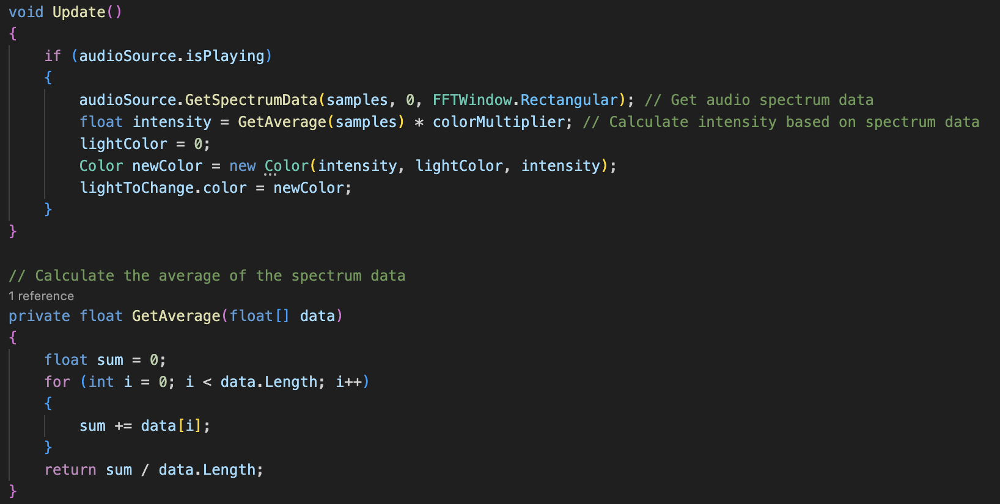 void Update()
{
if (audioSource.isPlaying)
{
audioSource.GetSpectrumData(samples, 0, FFTWindow.Rectangular); // Get audio spectrum data
float intensity = GetAverage(samples) * colorMultiplier; // Calculate intensity based on spectrum data
lightColor = 0;
Color newColor = new Color(intensity, lightColor, intensity);
lightToChange.color = newColor;
}
}
// Calculate the average of the spectrum data
1 reference
private float GetAverage(float[] data)
{
float sum = 0;
for (int i = 0; i < data.Length; i++)
{
sum += data[i];
}
return sum / data.Length;
}